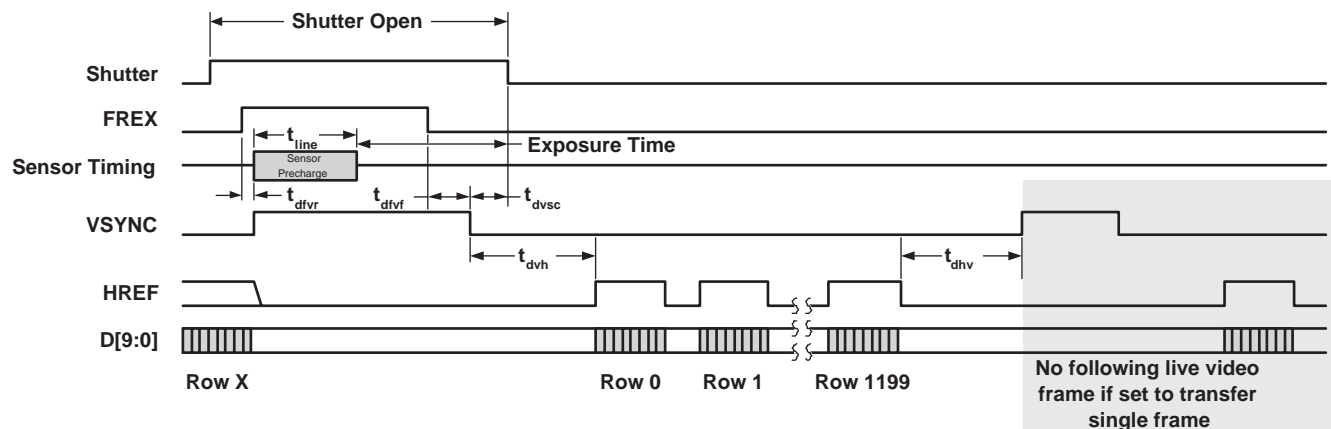 Shutter Open
Shutter
FREX
tline
Exposure Time
Sensor Timing
Sensor
Precharge
tdfvr
tdfvf
tdvsc
VSYNC
tdvh
tdhv
HREF
D[9:0]
Row X
Row 0
Row 1
Row 1199
No following live video
frame if set to transfer
single frame